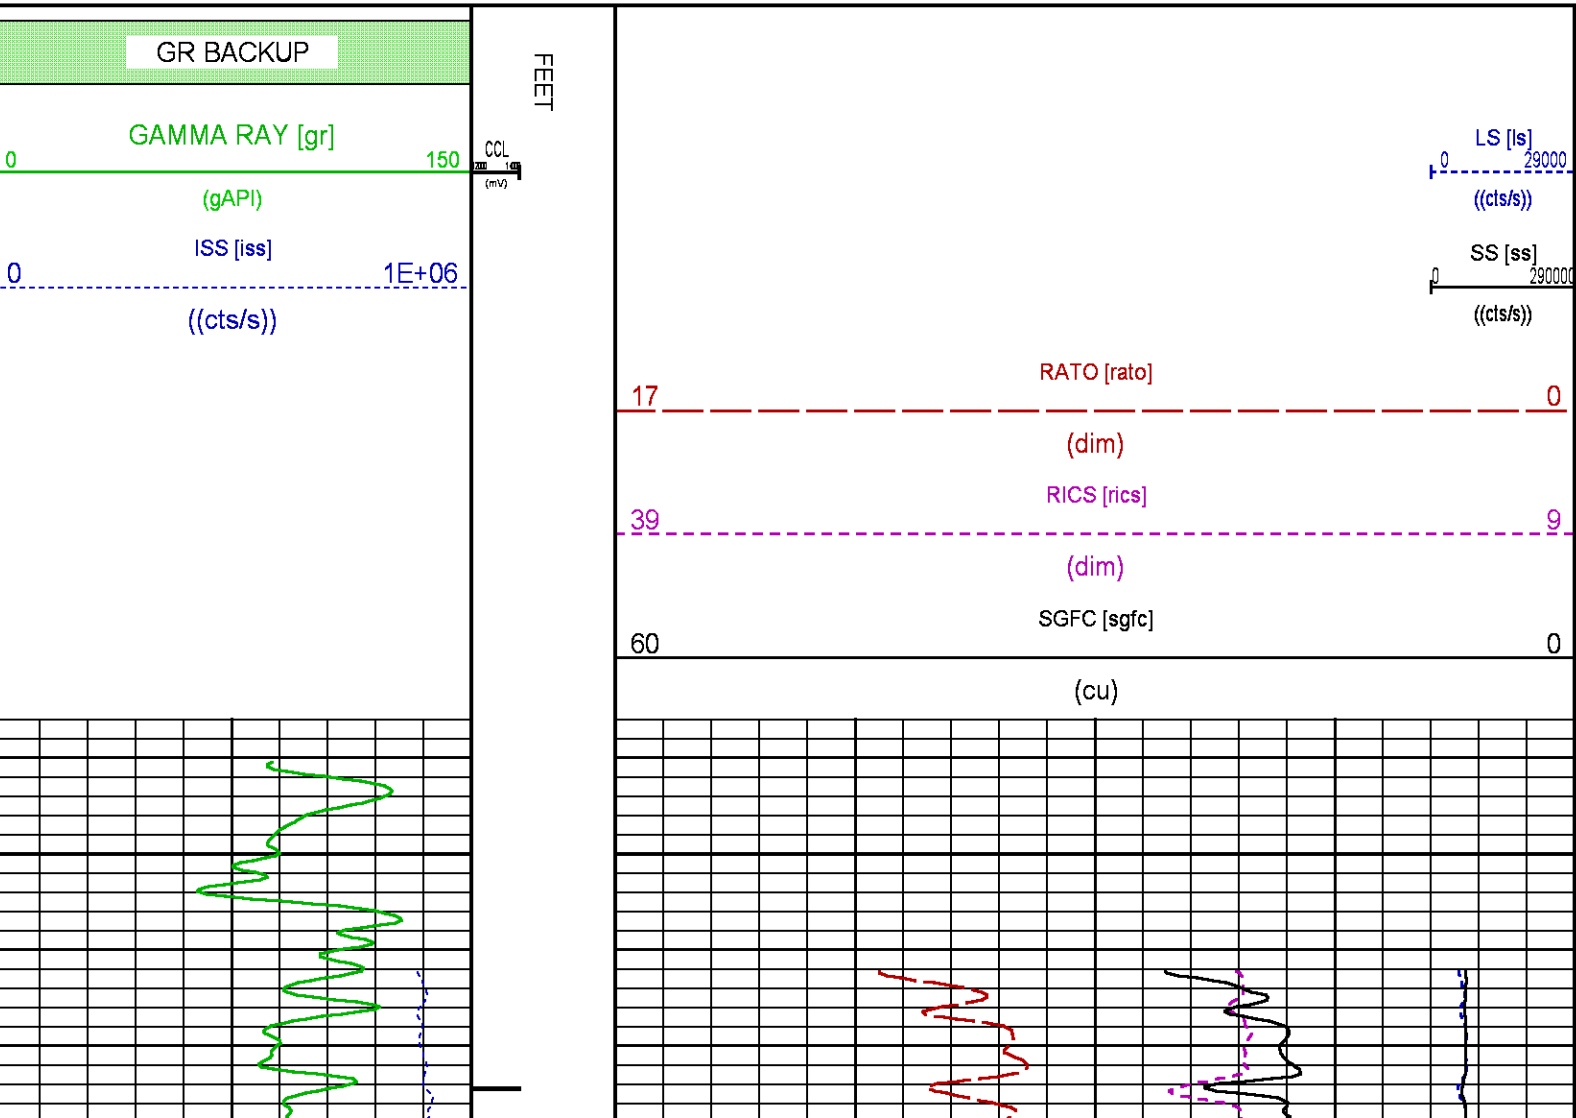 GR BACKUP
GAMMA RAY [gr]
0 150
(gAPI)
ISS [iss]
0 1E+06
((cts/s))
FEET
CCL
(mV)
LS [ls]
0 29000
((cts/s))
SS [ss]
0 290000
((cts/s))
RATO [rato]
17 0
(dim)
RICS [rics]
39 9
(dim)
SGFC [sgfc]
60 0
(cu)